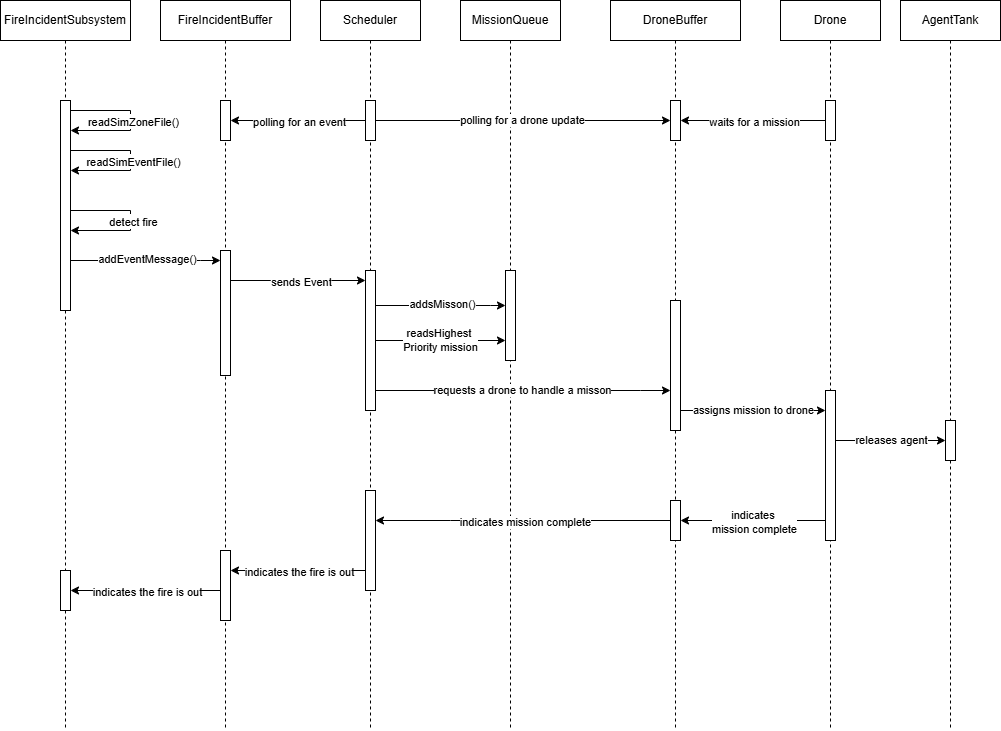 FireIncidentSubsystem
FireIncidentBuffer
Scheduler
MissionQueue
DroneBuffer
Drone
AgentTank
readSimZoneFile()
polling for an event
polling for a drone update
waits for a mission
readSimEventFile()
detect fire
addEventMessage()
sends Event
addsMisson()
readsHighest
Priority mission
requests a drone to handle a misson
assigns mission to drone
releases agent
indicates
mission complete
indicates mission complete
indicates the fire is out
indicates the fire is out